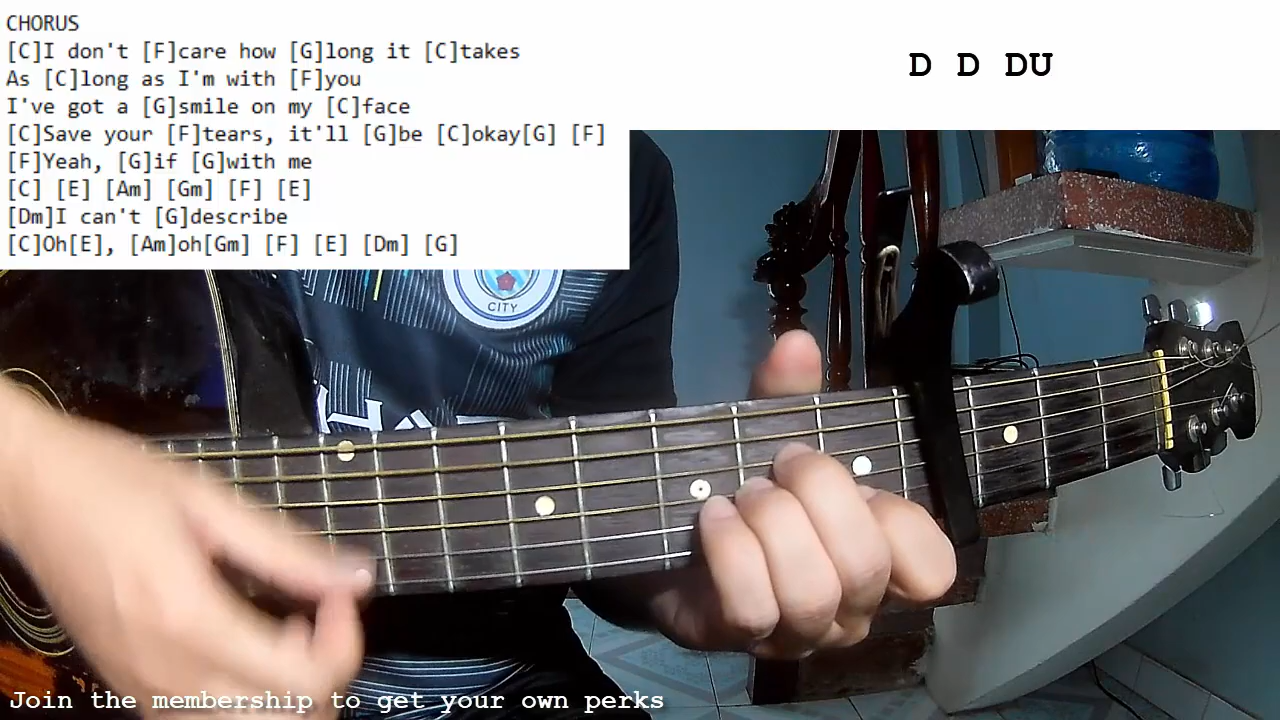 CHORUS
[C]I don't [F]care how [G]long it [C]takes
As [C]long as I'm with [F]you
I've got a [G]smile on my [C]face
[C]Save your [F]tears, it'll [G]be [C]okay[G] [F]
[F]Yeah, [G]if [G]with me
[C] [E] [Am] [Gm] [F] [E]
[Dm]I can't [G]describe
[C]Oh[E], [Am]oh[Gm] [F] [E] [Dm] [G]
D D DU
CITY
Join the membership to get your own perks